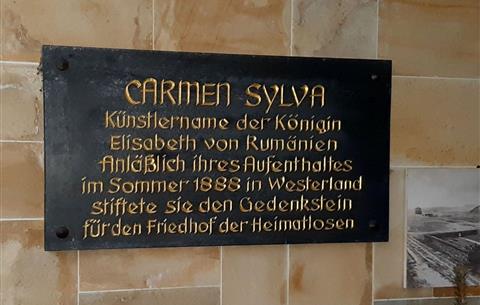 CARMEN SYLVA
Künstlername der Königin
Elisabeth von Rumänien
Anläßlich ihres Aufenthaltes
im Sommer 1888 in Westerland
stiftete sie den Gedenkstein
für den Friedhof der Heimatlosen